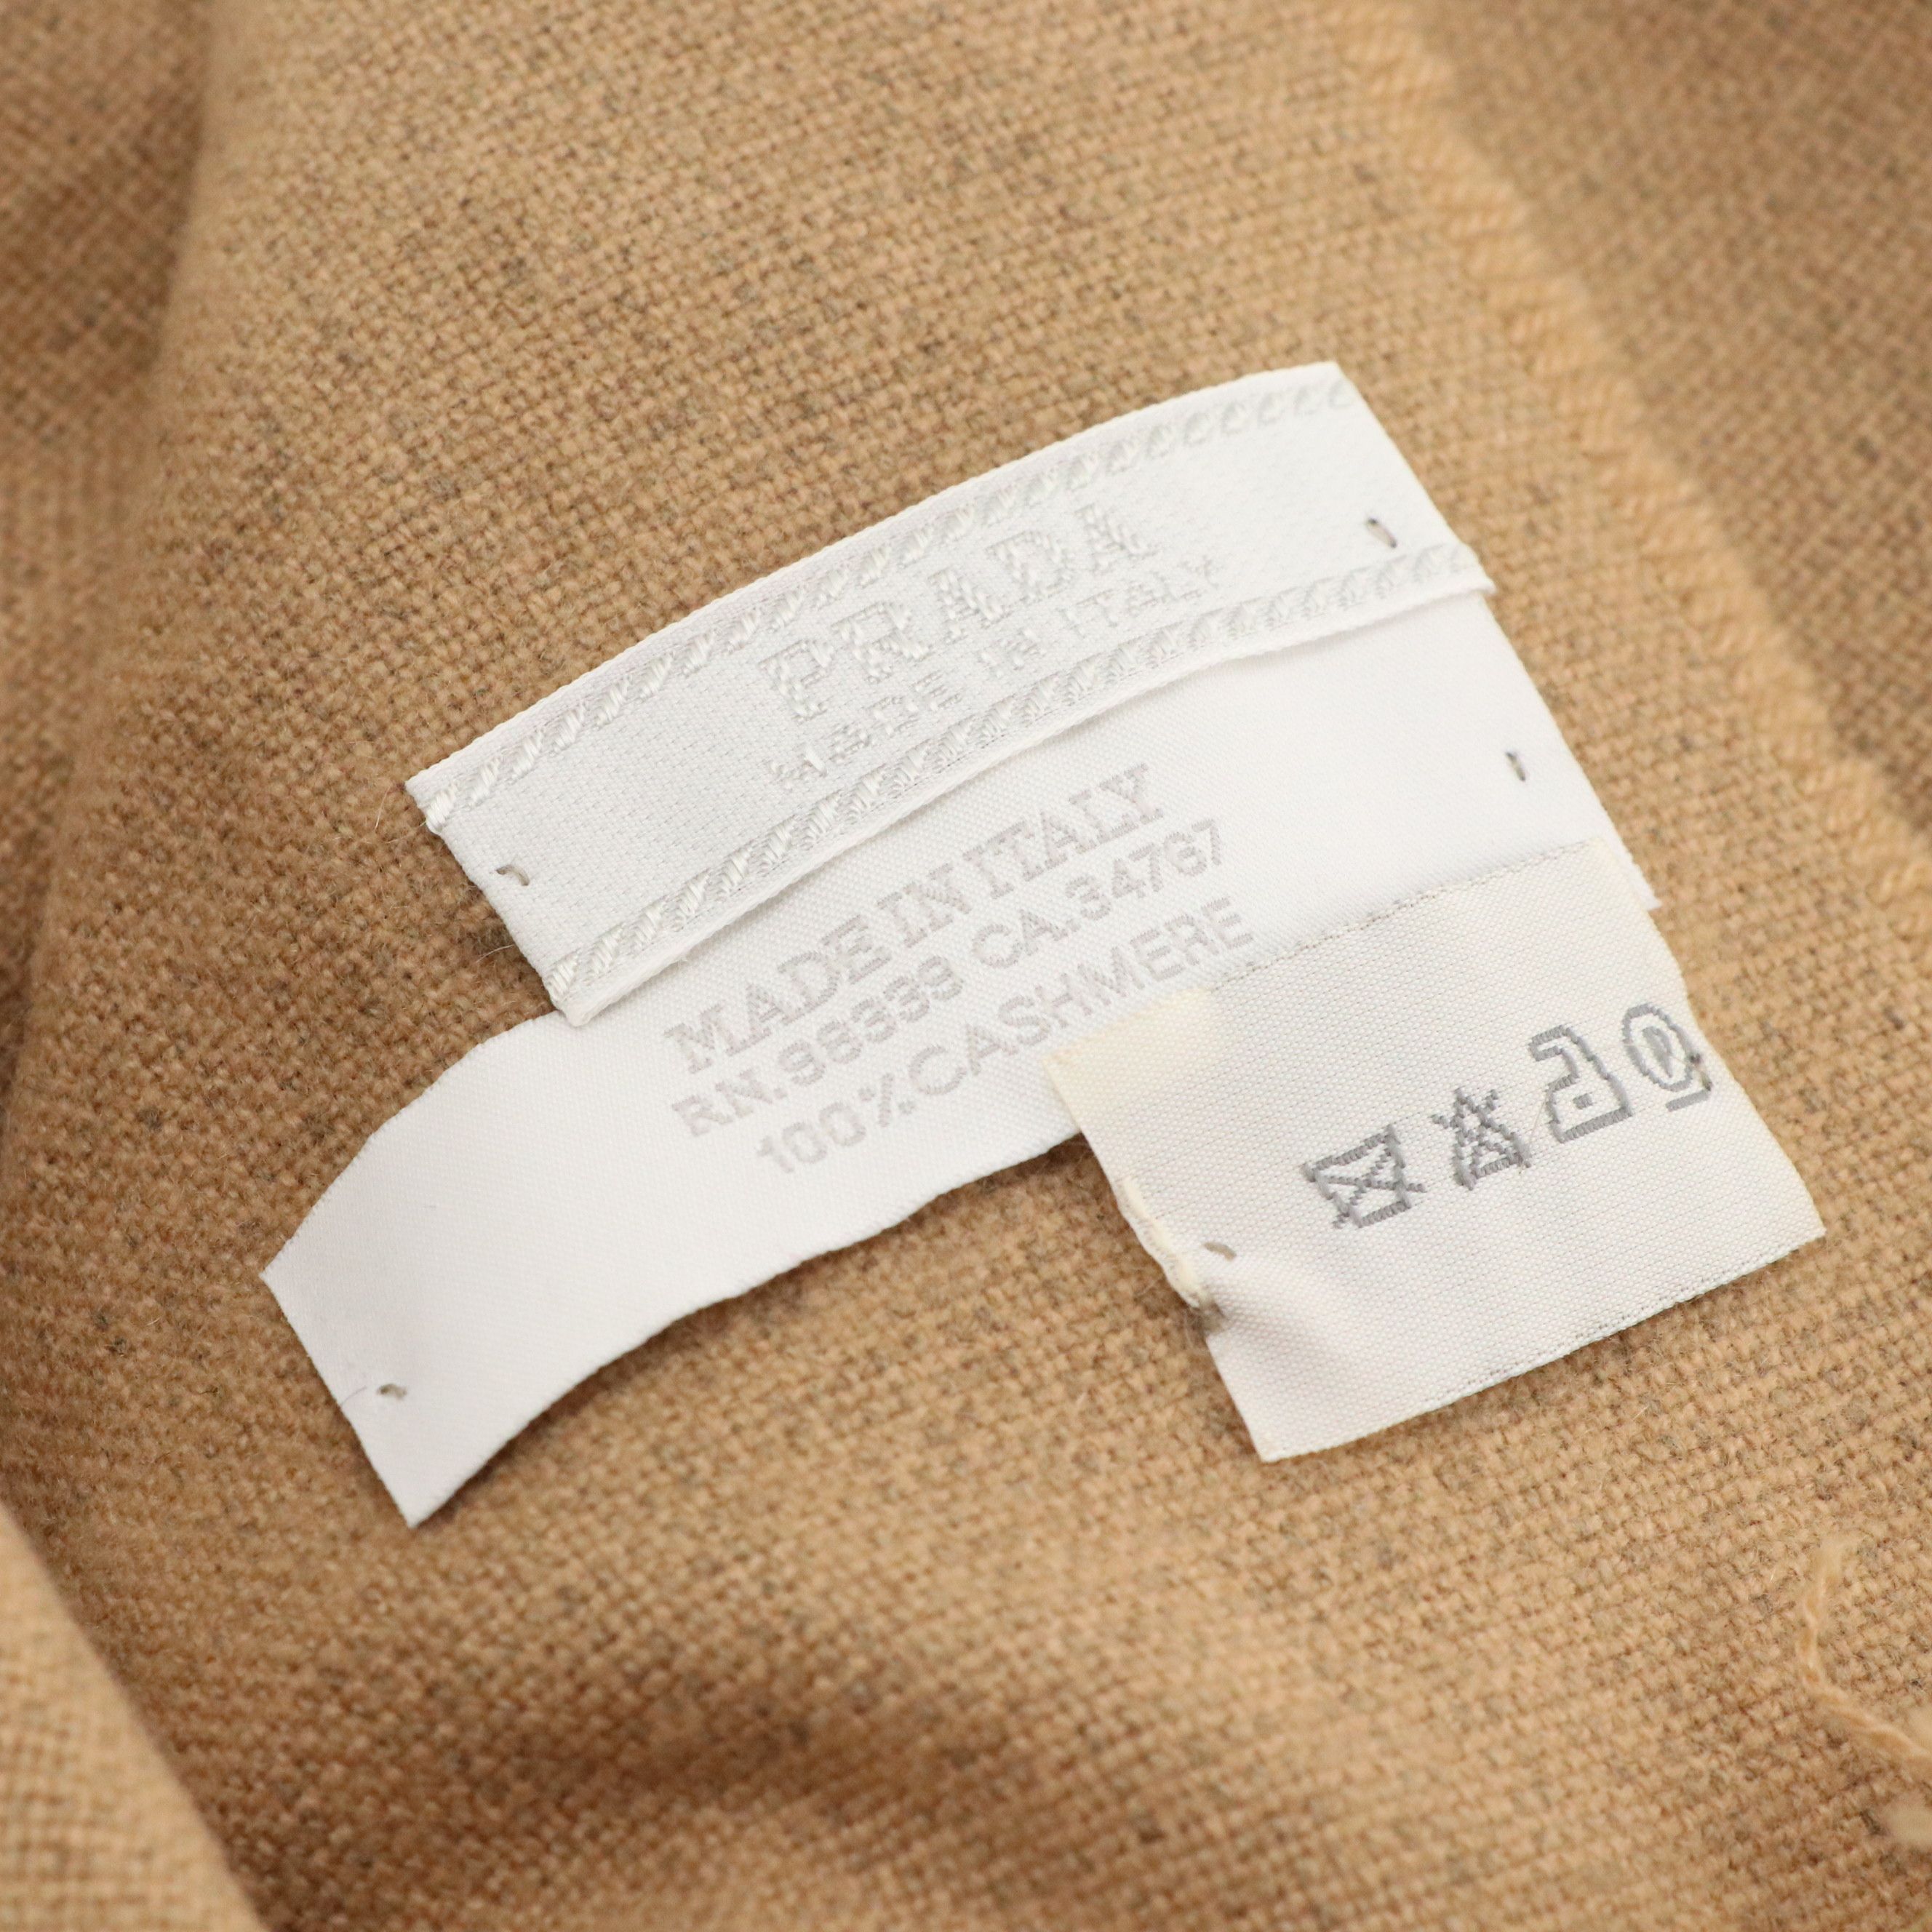 PRADA
MADE IN ITALY
MADE IN ITALY
RN.98339 CA.34767
100% CASHMERE
P